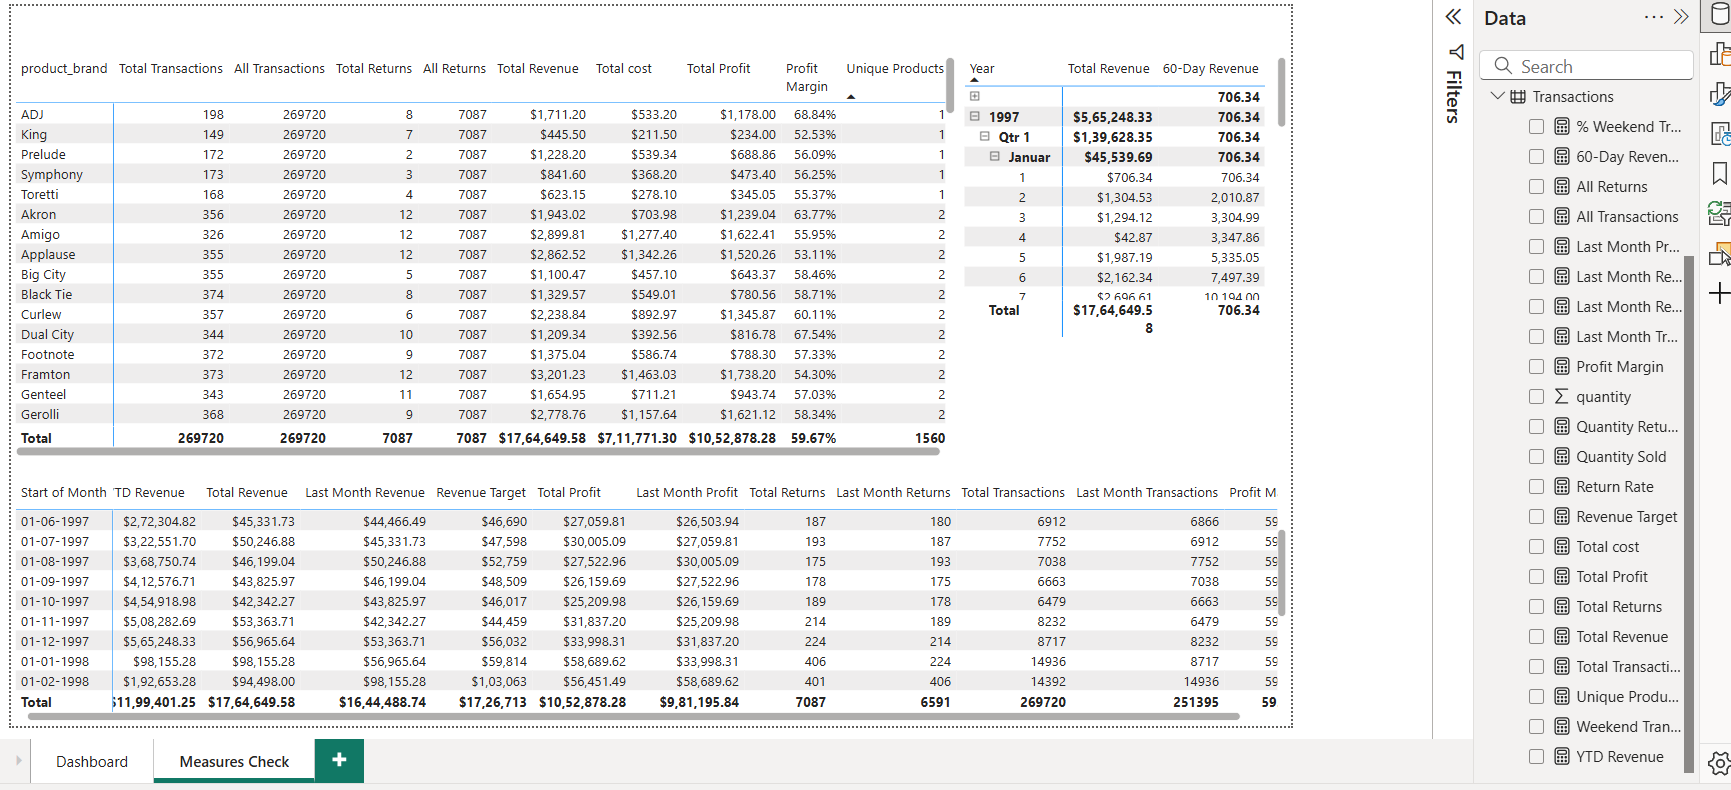 product_brand Total Transactions All Transactions Total Returns All Returns Total Revenue Total cost Total Profit Profit Margin Unique Products
ADJ 198 269720 8 7087 $1,711.20 $533.20 $1,178.00 68.84% 1
King 149 269720 7 7087 $445.50 $211.50 $234.00 52.53% 1
Prelude 172 269720 2 7087 $1,228.20 $539.34 $688.86 56.09% 1
Symphony 173 269720 3 7087 $841.60 $368.20 $473.40 56.25% 1
Toretti 168 269720 4 7087 $623.15 $278.10 $345.05 55.37% 1
Akron 356 269720 12 7087 $1,943.02 $703.98 $1,239.04 63.77% 2
Amigo 326 269720 12 7087 $2,899.81 $1,277.40 $1,622.41 55.95% 2
Applause 355 269720 12 7087 $2,862.52 $1,342.26 $1,520.26 53.11% 2
Big City 355 269720 5 7087 $1,100.47 $457.10 $643.37 58.46% 2
Black Tie 374 269720 8 7087 $1,329.57 $549.01 $780.56 58.71% 2
Curlew 357 269720 6 7087 $2,238.84 $892.97 $1,345.87 60.11% 2
Dual City 344 269720 10 7087 $1,209.34 $392.56 $816.78 67.54% 2
Footnote 372 269720 9 7087 $1,375.04 $586.74 $788.30 57.33% 2
Framton 373 269720 12 7087 $3,201.23 $1,463.03 $1,738.20 54.30% 2
Genteel 343 269720 11 7087 $1,654.95 $711.21 $943.74 57.03% 2
Gerolli 368 269720 9 7087 $2,778.76 $1,157.64 $1,621.12 58.34% 2
Total 269720 269720 7087 7087 $17,64,649.58 $7,11,771.30 $10,52,878.28 59.67% 1560
Year Total Revenue 60-Day Revenue
706.34
1997 $5,65,248.33 706.34
Qtr 1 $1,39,628.35 706.34
Januar $45,539.69 706.34
1 $706.34 706.34
2 $1,304.53 2,010.87
3 $1,294.12 3,304.99
4 $42.87 3,347.86
5 $1,987.19 5,335.05
6 $2,162.34 7,497.39
7 $2,696.61 10,194.00
Total $17,64,649.5 706.34
8
Start of Month TD Revenue Total Revenue Last Month Revenue Revenue Target Total Profit Last Month Profit Total Returns Last Month Returns Total Transactions Last Month Transactions Profit M
01-06-1997 $2,72,304.82 $45,331.73 $44,466.49 $46,690 $27,059.81 $26,503.94 187 180 6912 6866 59
01-07-1997 $3,22,551.70 $50,246.88 $45,331.73 $47,598 $30,005.09 $27,059.81 193 187 7752 6912 59
01-08-1997 $3,68,750.74 $46,199.04 $50,246.88 $52,759 $27,522.96 $30,005.09 175 193 7038 7752 59
01-09-1997 $4,12,576.71 $43,825.97 $46,199.04 $48,509 $26,159.69 $27,522.96 178 175 6663 7038 59
01-10-1997 $4,54,918.98 $42,342.27 $43,825.97 $46,017 $25,209.98 $26,159.69 189 178 6479 6663 59
01-11-1997 $5,08,282.69 $53,363.71 $42,342.27 $44,459 $31,837.20 $25,209.98 214 189 8232 6479 59
01-12-1997 $5,65,248.33 $56,965.64 $53,363.71 $56,032 $33,998.31 $31,837.20 224 214 8717 8232 59
01-01-1998 $98,155.28 $98,155.28 $56,965.64 $59,814 $58,689.62 $33,998.31 406 224 14936 8717 59
01-02-1998 $1,92,653.28 $94,498.00 $98,155.28 $1,03,063 $56,451.49 $58,689.62 401 406 14392 14936 59
Total $11,99,401.25 $17,64,649.58 $16,44,488.74 $17,26,713 $10,52,878.28 $9,81,195.84 7087 6591 269720 251395 59
Dashboard
Measures Check
Filters
Data
Search
Transactions
% Weekend Tr...
60-Day Reven...
All Returns
All Transactions
Last Month Pr...
Last Month Re...
Last Month Re...
Last Month Tr...
Profit Margin
quantity
Quantity Retu...
Quantity Sold
Return Rate
Revenue Target
Total cost
Total Profit
Total Returns
Total Revenue
Total Transacti...
Unique Produ...
Weekend Tran...
YTD Revenue